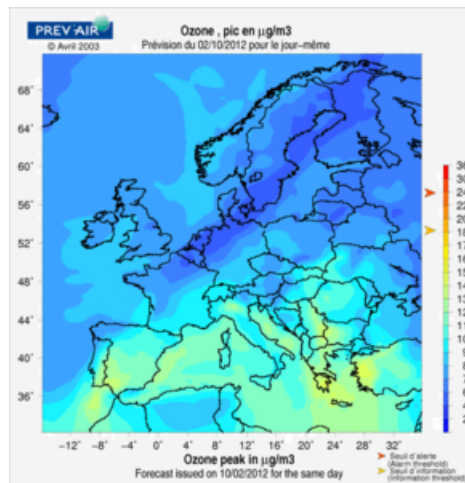 PREV'AIR
© Avril 2003
Ozone , pic en µg/m3
Prévision du 02/10/2012 pour le jour−même
68°
64°
60°
56°
52°
48°
44°
40°
36°
−12° −8° −4° 0° 4° 8° 12° 16° 20° 24° 28° 32°
Ozone peak in µg/m3
Forecast issued on 10/02/2012 for the same day
Seuil d'alerte
(Alarm threshold)
Seuil d'information
(Information threshold)